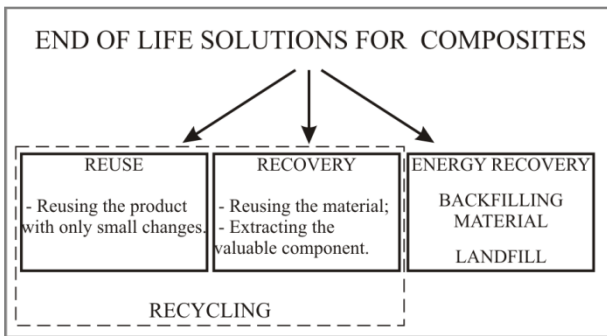 END OF LIFE SOLUTIONS FOR COMPOSITES
REUSE
- Reusing the product
with only small changes.
RECOVERY
- Reusing the material;
- Extracting the
valuable component.
ENERGY RECOVERY
BACKFILLING
MATERIAL
LANDFILL
RECYCLING